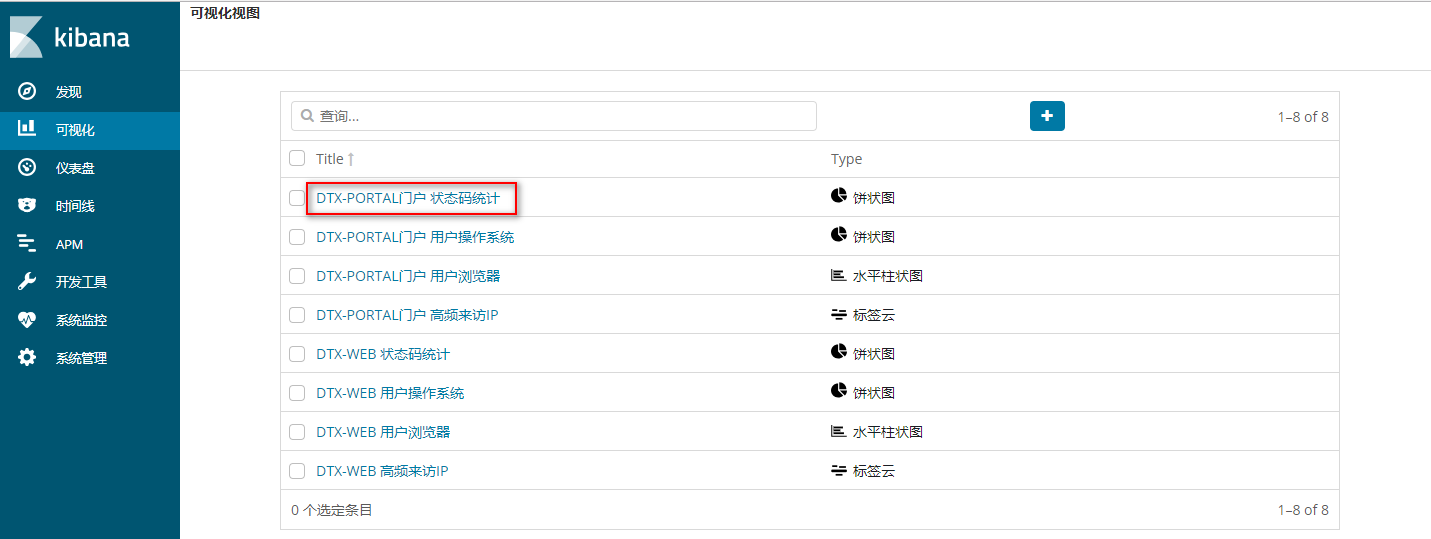 可视化视图
kibana
发现
可视化
仪表盘
时间线
APM
开发工具
系统监控
系统管理
查询...
1–8 of 8
Title Type
DTX-PORTAL门户 状态码统计 饼状图
DTX-PORTAL门户 用户操作系统 饼状图
DTX-PORTAL门户 用户浏览器 水平柱状图
DTX-PORTAL门户 高频来访IP 标签云
DTX-WEB 状态码统计 饼状图
DTX-WEB 用户操作系统 饼状图
DTX-WEB 用户浏览器 水平柱状图
DTX-WEB 高频来访IP 标签云
0 个选定条目 1–8 of 8